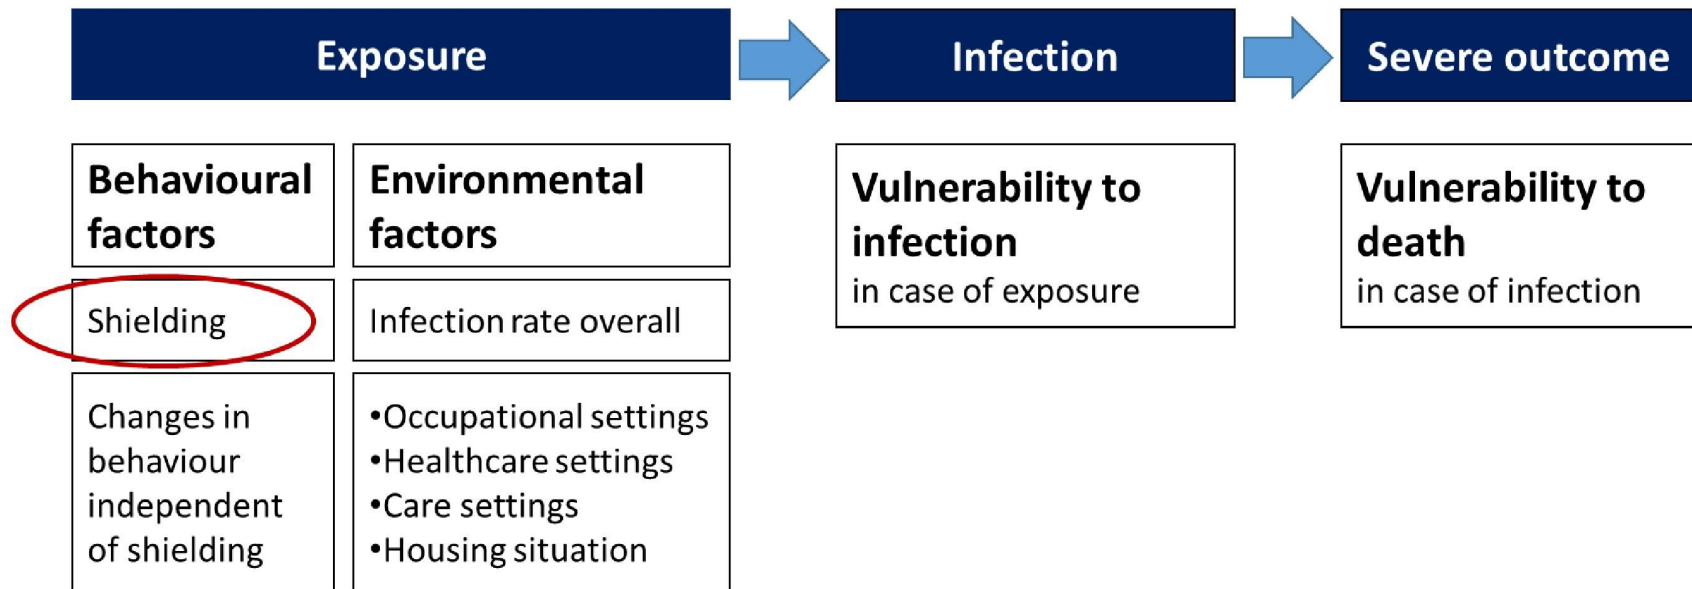 Exposure
Infection
Severe outcome
Behavioural
factors
Environmental
factors
Vulnerability to
infection
in case of exposure
Vulnerability to
death
in case of infection
Shielding
Infection rate overall
Changes in
behaviour
independent
of shielding
•Occupational settings
•Healthcare settings
•Care settings
•Housing situation